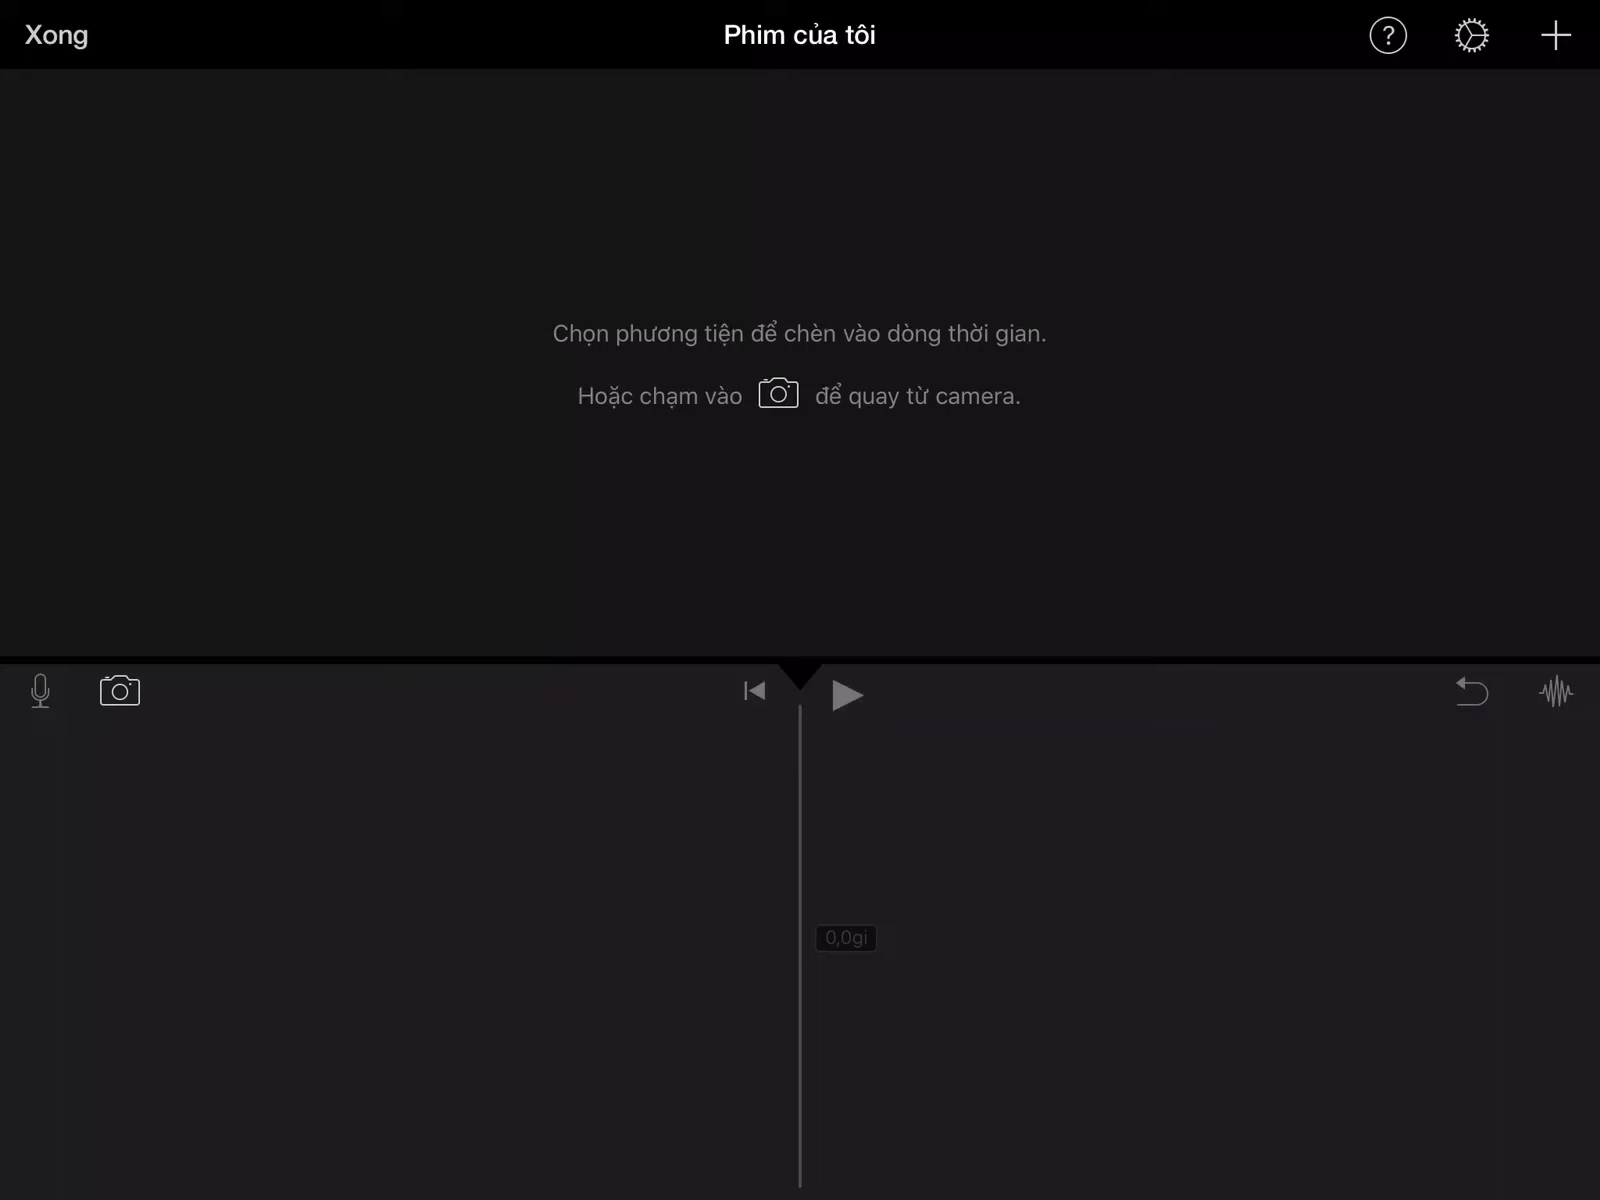 Xong
Phim của tôi
?
Chọn phương tiện để chèn vào dòng thời gian.
Hoặc chạm vào để quay từ camera.
0,0gi